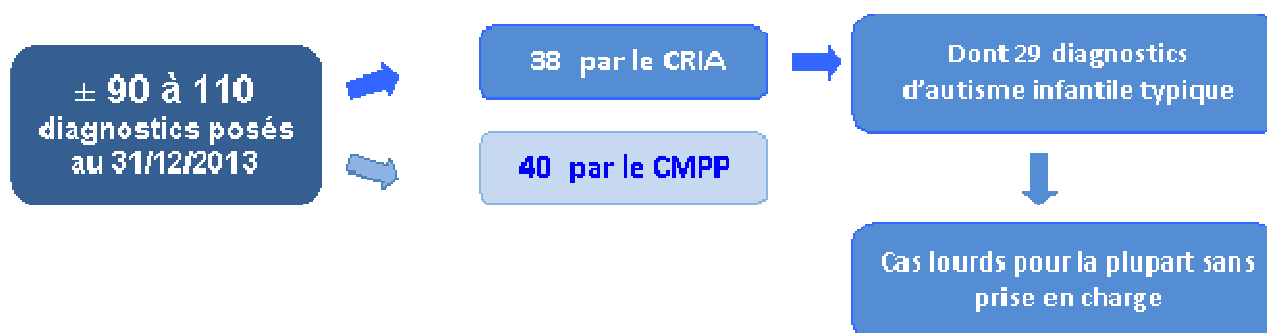 ± 90 à 110
diagnostics posés
au 31/12/2013
38 par le CRIA
40 par le CMPP
Dont 29 diagnostics
d'autisme infantile typique
Cas lourds pour la plupart sans
prise en charge